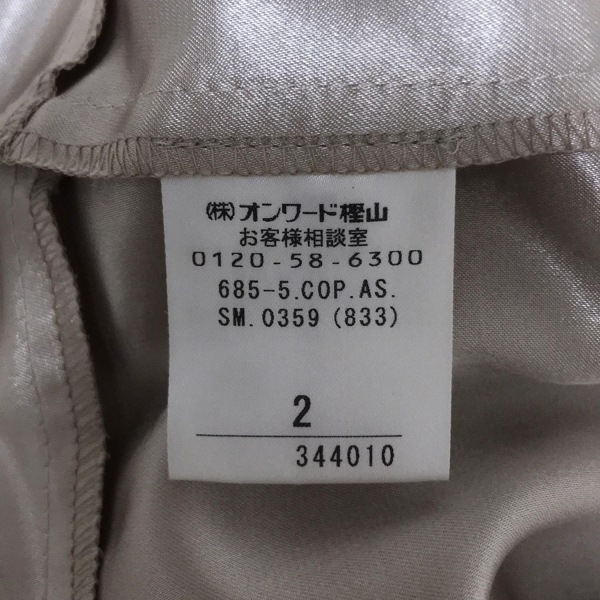 (株)オンワード樫山
お客様相談室
0120-58-6300
685-5.COP.AS.
SM.0359(833)
2
344010